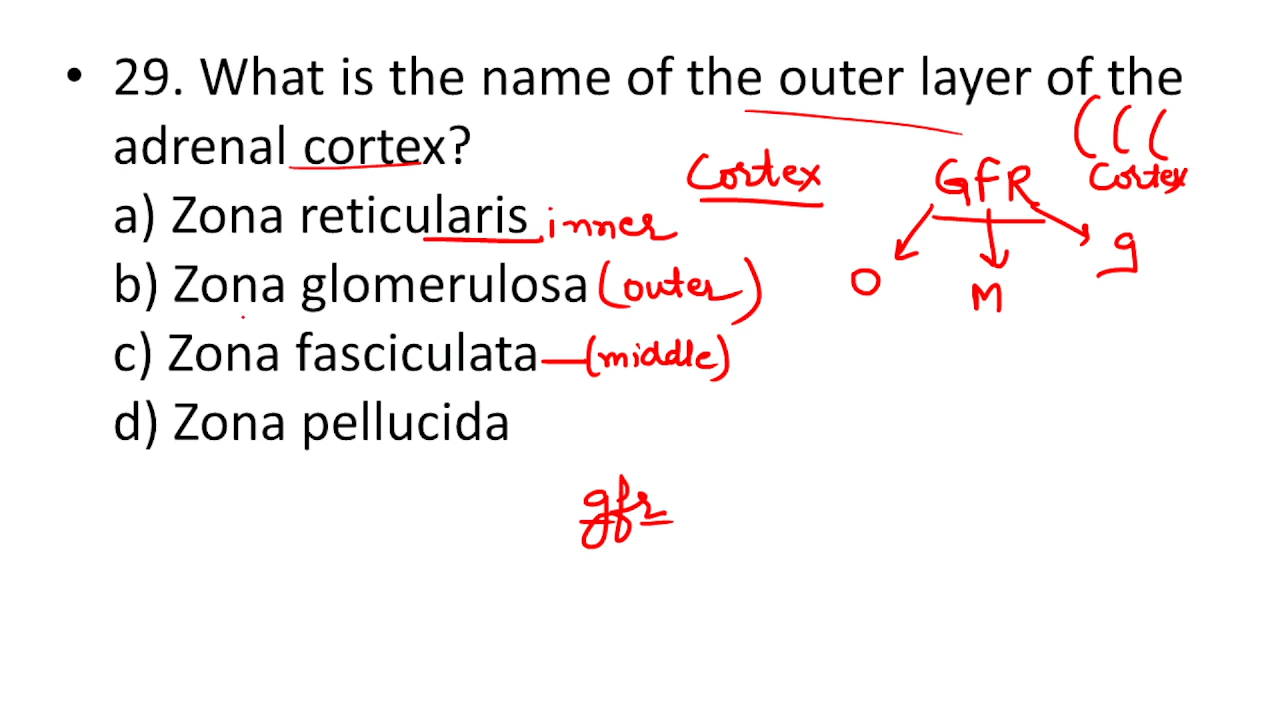 • 29. What is the name of the outer layer of the
adrenal cortex?
Cortex GFR Cortex
a) Zona reticularis inner
b) Zona glomerulosa (outer)
O M g
c) Zona fasciculata—(middle)
d) Zona pellucida
gfr